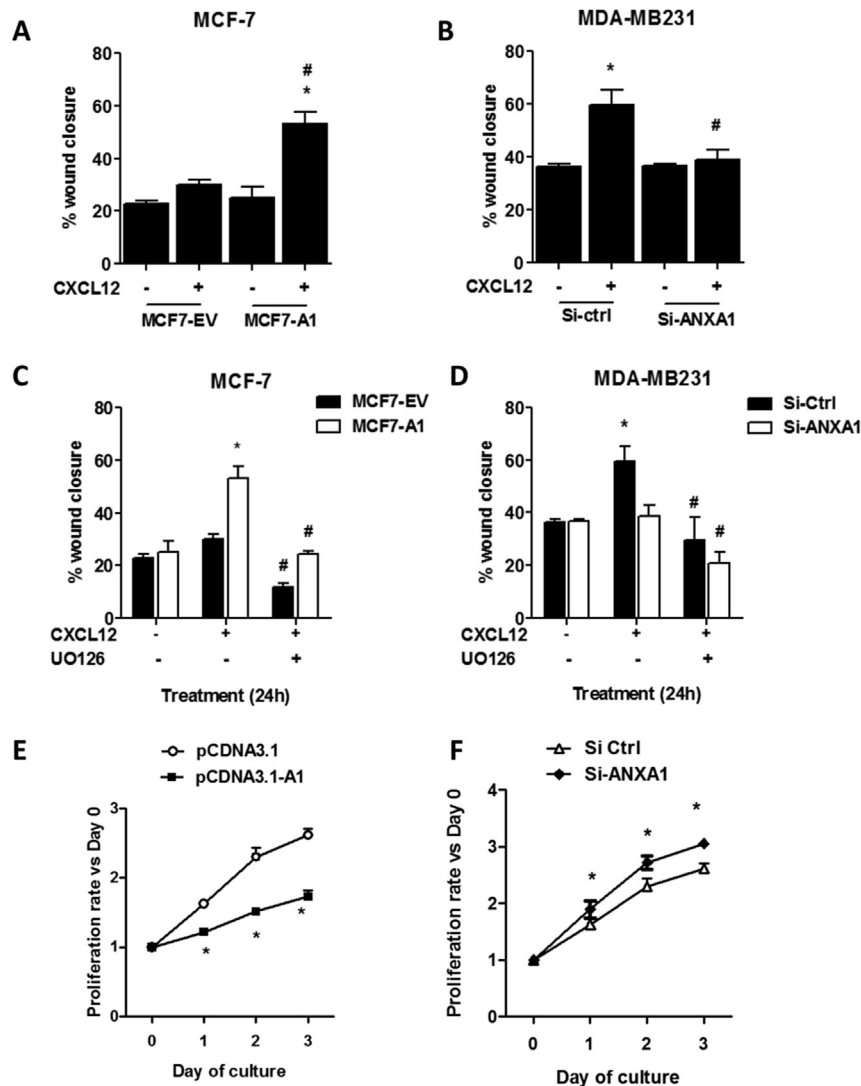 A
MCF-7
% wound closure
80
60
40
20
0
#
*
CXCL12 - + - +
MCF7-EV MCF7-A1
B
MDA-MB231
% wound closure
80
60
40
20
0
*
#
CXCL12 - + - +
Si-ctrl Si-ANXA1
C
MCF-7
MCF7-EV
MCF7-A1
% wound closure
80
60
40
20
0
*
# #
CXCL12 - + +
UO126 - - +
Treatment (24h)
D
MDA-MB231
Si-Ctrl
Si-ANXA1
% wound closure
80
60
40
20
0
*
# #
CXCL12 - + +
UO126 - - +
Treatment (24h)
E
pCDNA3.1
pCDNA3.1-A1
Proliferation rate vs Day 0
3
2
1
0
* * *
0 1 2 3
Day of culture
F
Si Ctrl
Si-ANXA1
Proliferation rate vs Day 0
4
3
2
1
0
* * *
0 1 2 3
Day of culture